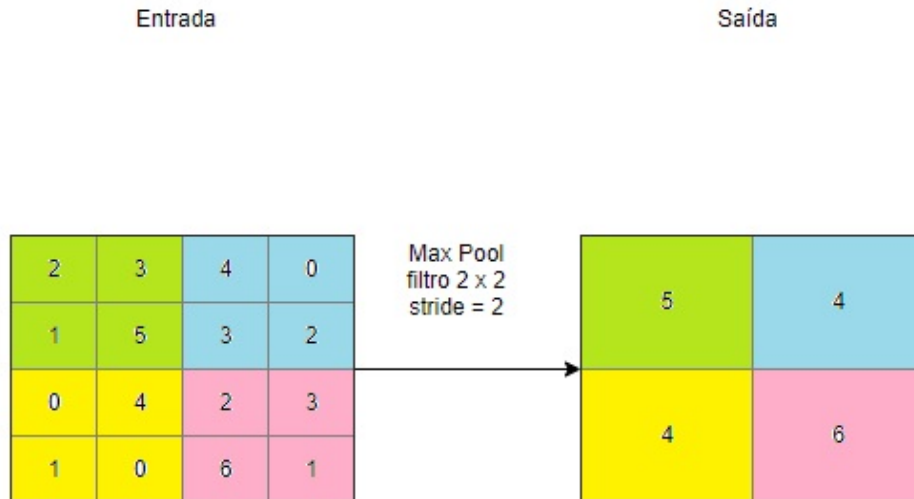 Entrada
Saída
2 3 4 0
1 5 3 2
0 4 2 3
1 0 6 1
Max Pool
filtro 2 x 2
stride = 2
5 4
4 6